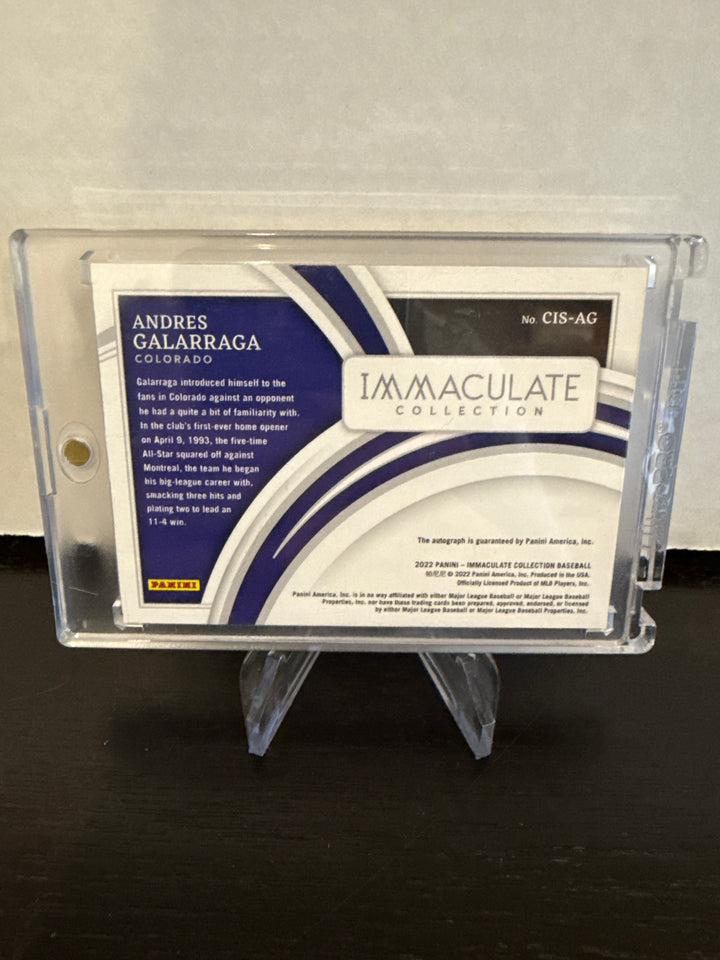 ANDRES
GALARRAGA
COLORADO
Galarraga introduced himself to the
fans in Colorado against an opponent
he had a quite a bit of familiarity with.
In the club's first-ever home opener
on April 9, 1993, the five-time
All-Star squared off against
Montreal, the team he began
his big-league career with,
smacking three hits and
plating two to lead an
11-4 win.
PANINI
No. CIS-AG
IMMACULATE
COLLECTION
The autograph is guaranteed by Panini America, Inc.
2022 PANINI – IMMACULATE COLLECTION BASEBALL
帕尼尼 © 2022 Panini America, Inc. Produced in the USA.
Officially Licensed Product of MLB Players, Inc.
Panini America, Inc. is in no way affiliated with either Major League Baseball or Major League Baseball
Properties, Inc. nor have these trading cards been prepared, approved, endorsed, or licensed
by either Major League Baseball or Major League Baseball Properties, Inc.